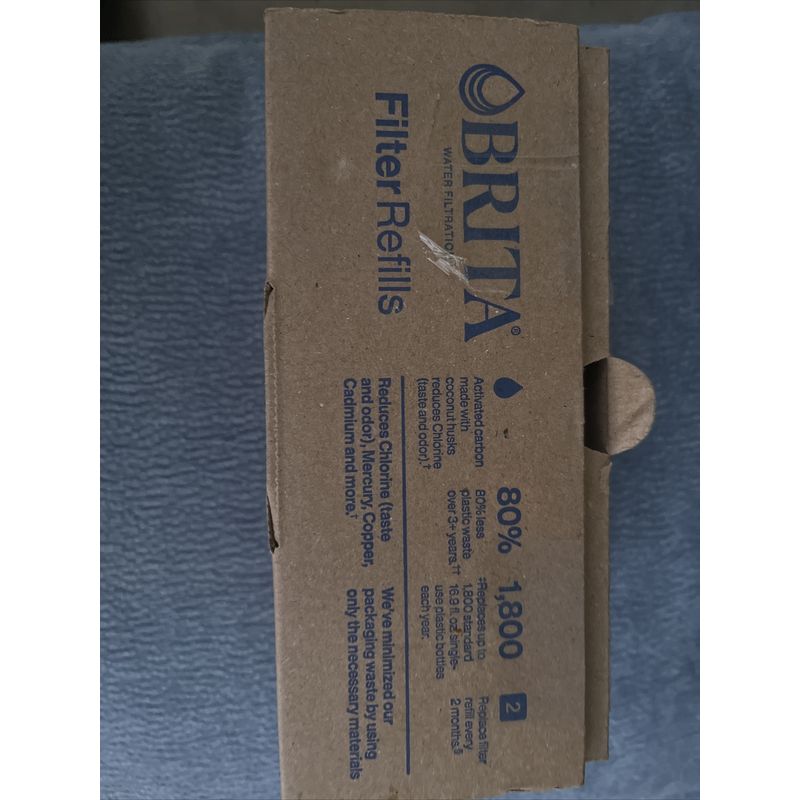 BRITA®
WATER FILTRATION
Filter Refills
Activated carbon
made with
coconut husks
reduces Chlorine
(taste and odor).†
80%
80% less
plastic waste
over 3+ years.††
1,800
‡Replaces up to
1,800 standard
16.9 fl. oz. single-
use plastic bottles
each year.
2
Replace filter
refill every
2 months.§
Reduces Chlorine (taste
and odor), Mercury, Copper,
Cadmium and more.†
We've minimized our
packaging waste by using
only the necessary materials